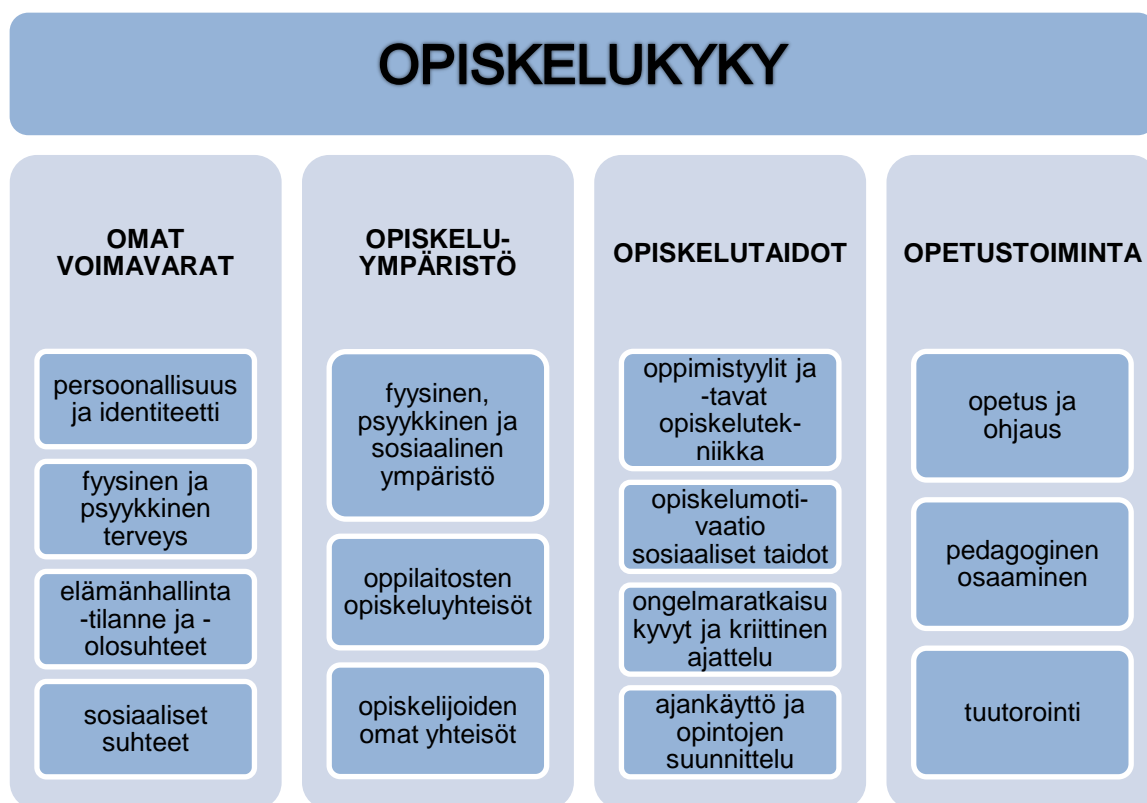 OPISKELUKYKY
OMAT
VOIMAVARAT
persoonallisuus
ja identiteetti
fyysinen ja
psyykkinen
terveys
elämänhallinta
-tilanne ja -
olosuhteet
sosiaaliset
suhteet
OPISKELU-
YMPÄRISTÖ
fyysinen,
psyykkinen ja
sosiaalinen
ympäristö
oppilaitosten
opiskeluyhteisöt
opiskelijoiden
omat yhteisöt
OPISKELUTAIDOT
oppimistyylit ja
-tavat
opiskelutek-
niikka
opiskelumoti-
vaatio
sosiaaliset taidot
ongelmaratkaisu
kyvyt ja kriittinen
ajattelu
ajankäyttö ja
opintojen
suunnittelu
OPETUSTOIMINTA
opetus ja
ohjaus
pedagoginen
osaaminen
tuutorointi